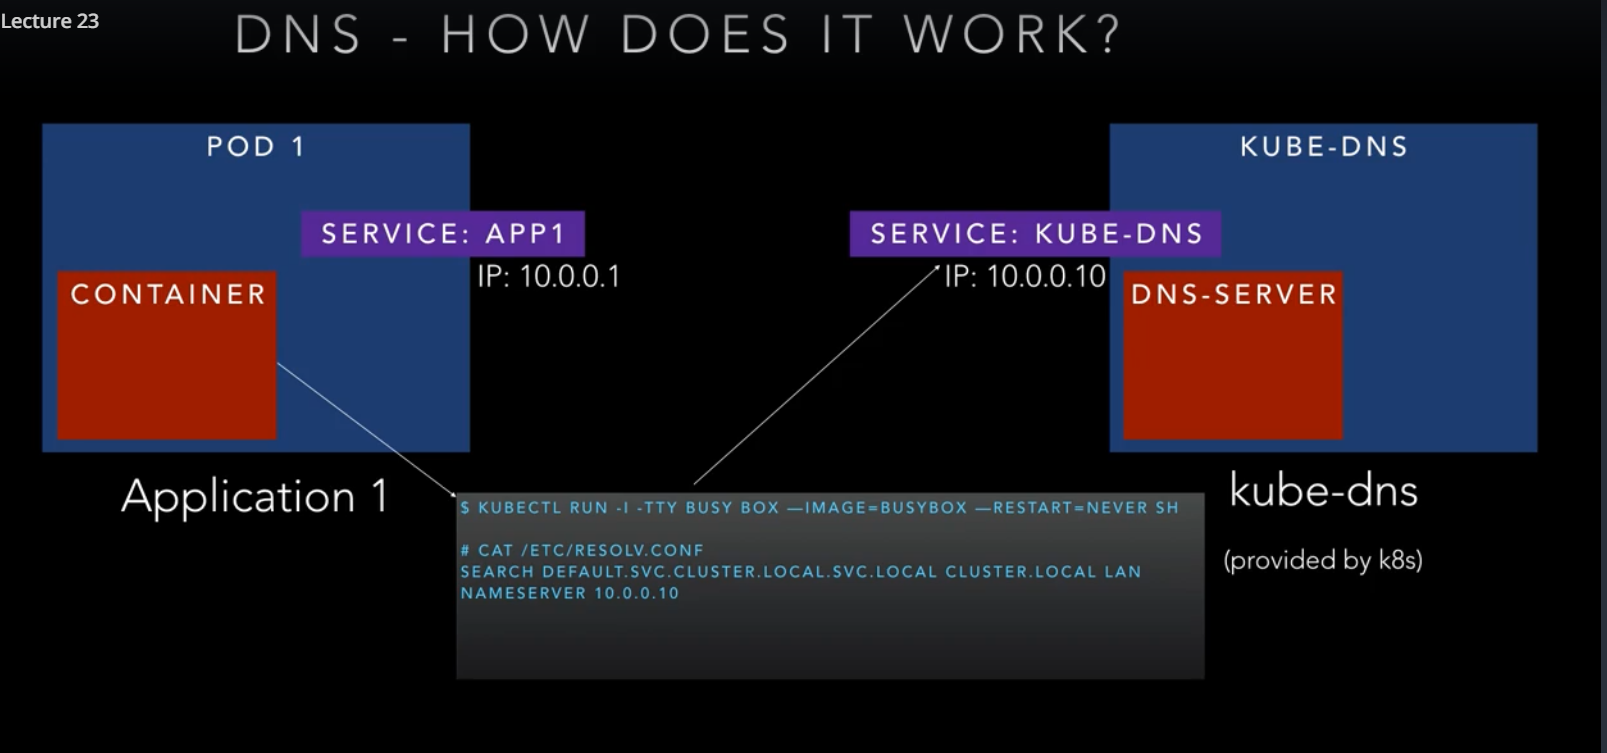 Lecture 23
DNS - HOW DOES IT WORK?
POD 1
SERVICE: APP1
IP: 10.0.0.1
CONTAINER
Application 1
KUBE-DNS
SERVICE: KUBE-DNS
IP: 10.0.0.10
DNS-SERVER
kube-dns
(provided by k8s)
$ KUBECTL RUN -I -TTY BUSY BOX —IMAGE=BUSYBOX —RESTART=NEVER SH
# CAT /ETC/RESOLV.CONF
SEARCH DEFAULT.SVC.CLUSTER.LOCAL.SVC.LOCAL CLUSTER.LOCAL LAN
NAMESERVER 10.0.0.10